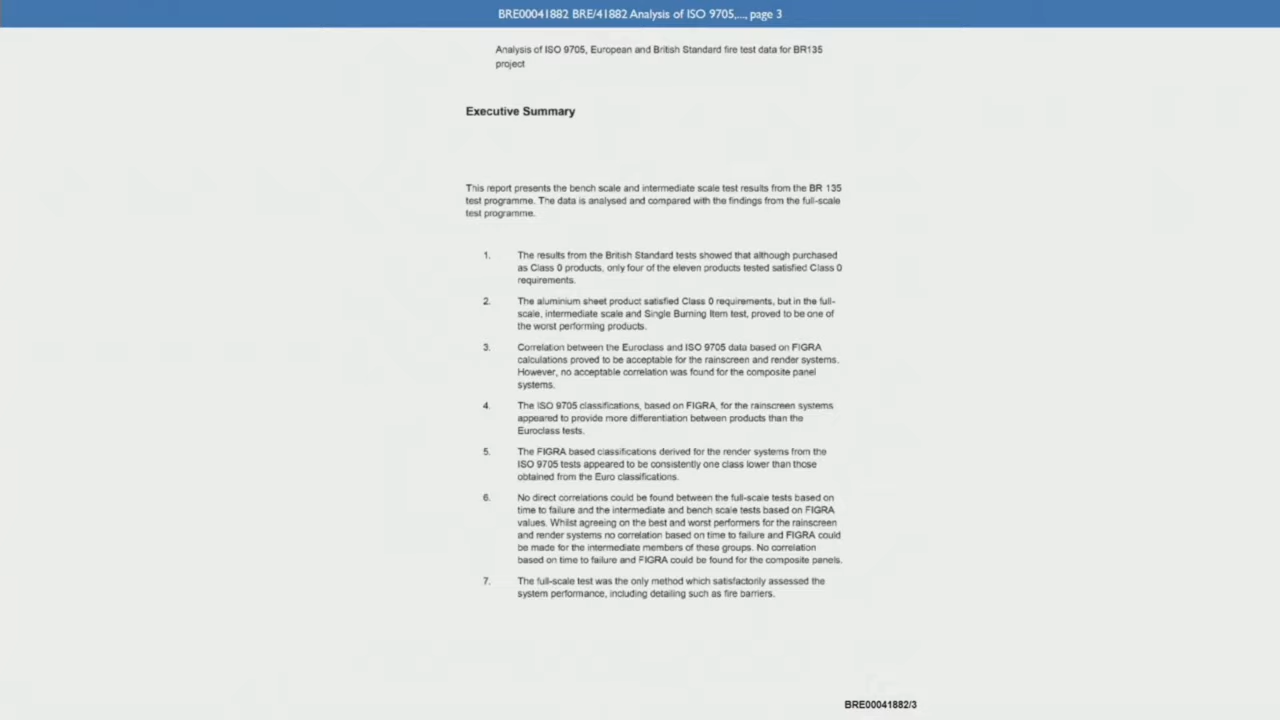 BRE00041882 BRE/41882 Analysis of ISO 9705,..., page 3
Analysis of ISO 9705, European and British Standard fire test data for BR135
project
Executive Summary
This report presents the bench scale and intermediate scale test results from the BR 135
test programme. The data is analysed and compared with the findings from the full-scale
test programme.
1. The results from the British Standard tests showed that although purchased
as Class 0 products, only four of the eleven products tested satisfied Class 0
requirements.
2. The aluminium sheet product satisfied Class 0 requirements, but in the full-
scale, intermediate scale and Single Burning Item test, proved to be one of
the worst performing products.
3. Correlation between the Euroclass and ISO 9705 data based on FIGRA
calculations proved to be acceptable for the rainscreen and render systems.
However, no acceptable correlation was found for the composite panel
systems.
4. The ISO 9705 classifications, based on FIGRA, for the rainscreen systems
appeared to provide more differentiation between products than the
Euroclass tests.
5. The FIGRA based classifications derived for the render systems from the
ISO 9705 tests appeared to be consistently one class lower than those
obtained from the Euro classifications.
6. No direct correlations could be found between the full-scale tests based on
time to failure and the intermediate and bench scale tests based on FIGRA
values. Whilst agreeing on the best and worst performers for the rainscreen
and render systems no correlation based on time to failure and FIGRA could
be made for the intermediate members of these groups. No correlation
based on time to failure and FIGRA could be found for the composite panels.
7. The full-scale test was the only method which satisfactorily assessed the
system performance, including detailing such as fire barriers.
BRE00041882/3